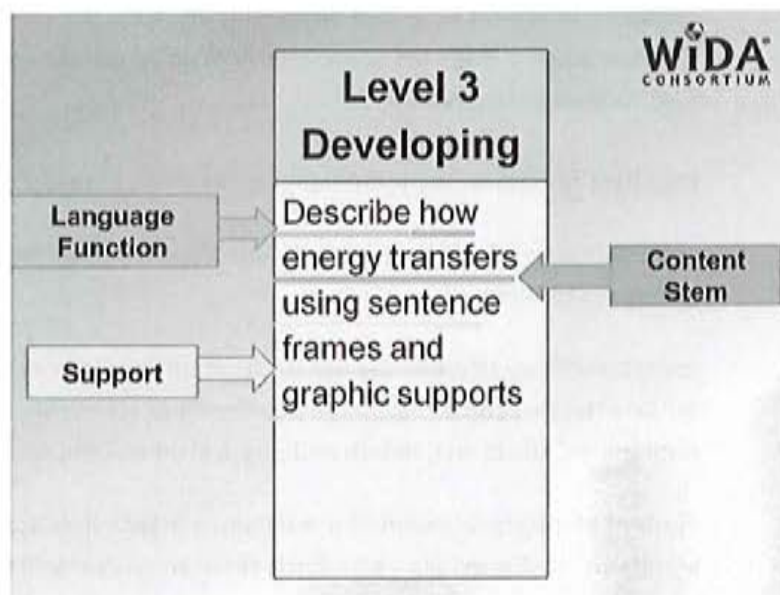 WiDA
CONSORTIUM
Level 3
Developing
Language
Function
Describe how
energy transfers
using sentence
frames and
graphic supports
Content
Stem
Support